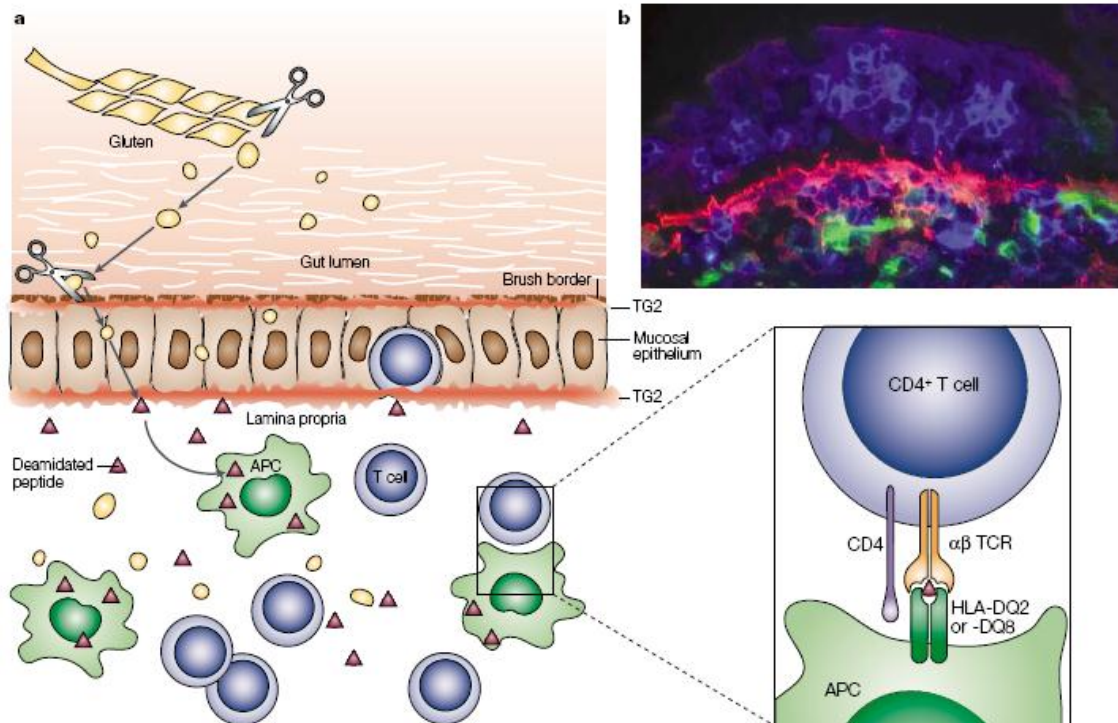 a
b
Gluten
Gut lumen
Brush border
TG2
Mucosal
epithelium
TG2
Lamina propria
Deamidated
peptide
APC
T cell
CD4+ T cell
CD4
αβ TCR
HLA-DQ2
or -DQ8
APC